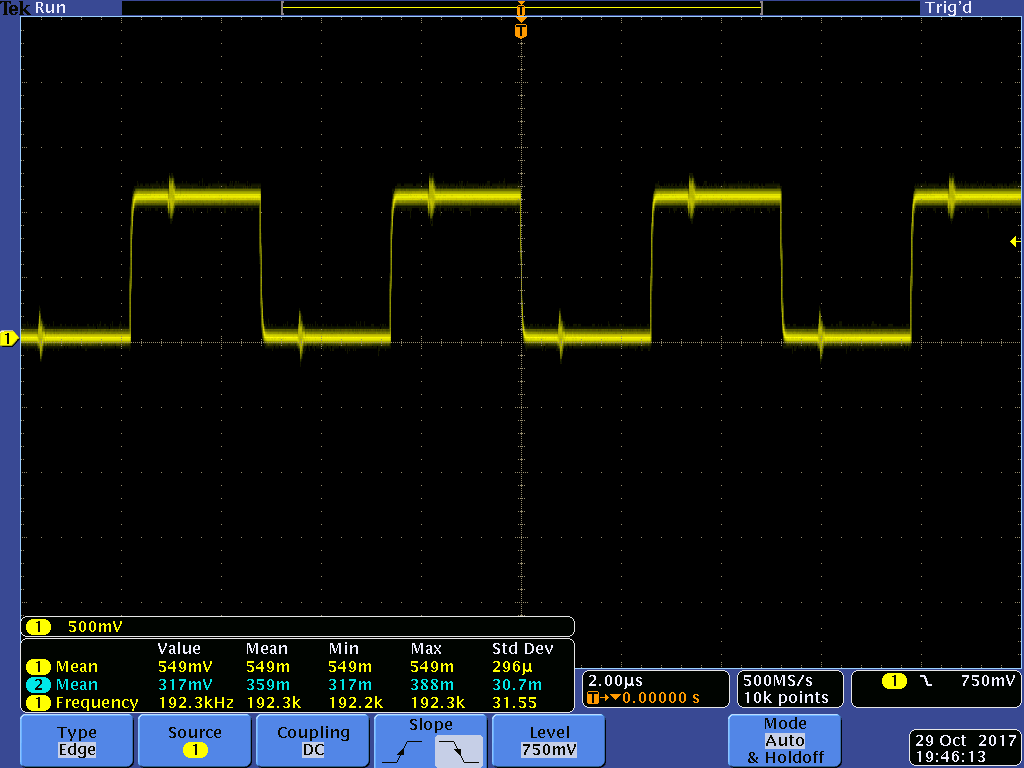 Tek Run Trig'd
T
T
1
1 500mV
Value Mean Min Max Std Dev
1 Mean 549mV 549m 549m 549m 296µ
2 Mean 317mV 359m 317m 388m 30.7m
1 Frequency 192.3kHz 192.3k 192.2k 192.3k 31.55
2.00µs
T→▼0.00000 s
500MS/s
10k points
1 750mV
Type
Edge
Source
1
Coupling
DC
Slope
Level
750mV
Mode
Auto
& Holdoff
29 Oct 2017
19:46:13